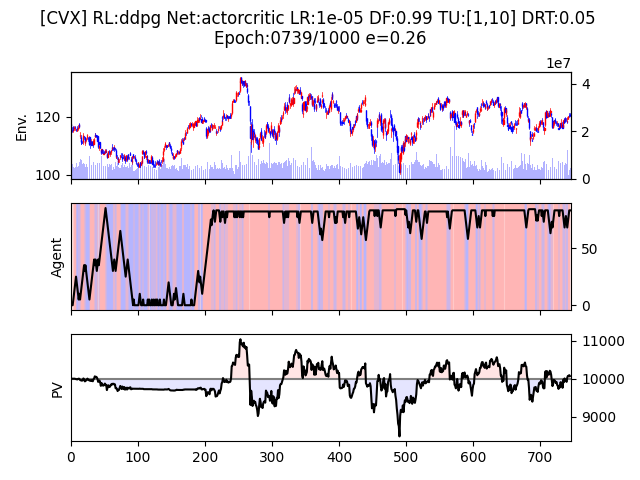 [CVX] RL:ddpg Net:actorcritic LR:1e-05 DF:0.99 TU:[1,10] DRT:0.05
Epoch:0739/1000 e=0.26
1e7
Env.
120
100
4
2
0
Agent
50
0
PV
11000
10000
9000
0 100 200 300 400 500 600 700